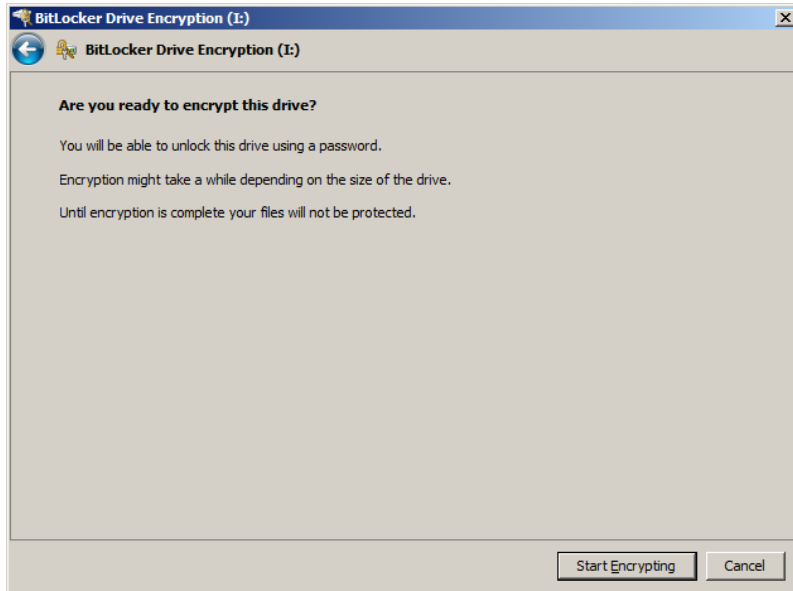 BitLocker Drive Encryption (I:)
BitLocker Drive Encryption (I:)
Are you ready to encrypt this drive?
You will be able to unlock this drive using a password.
Encryption might take a while depending on the size of the drive.
Until encryption is complete your files will not be protected.
Start Encrypting Cancel